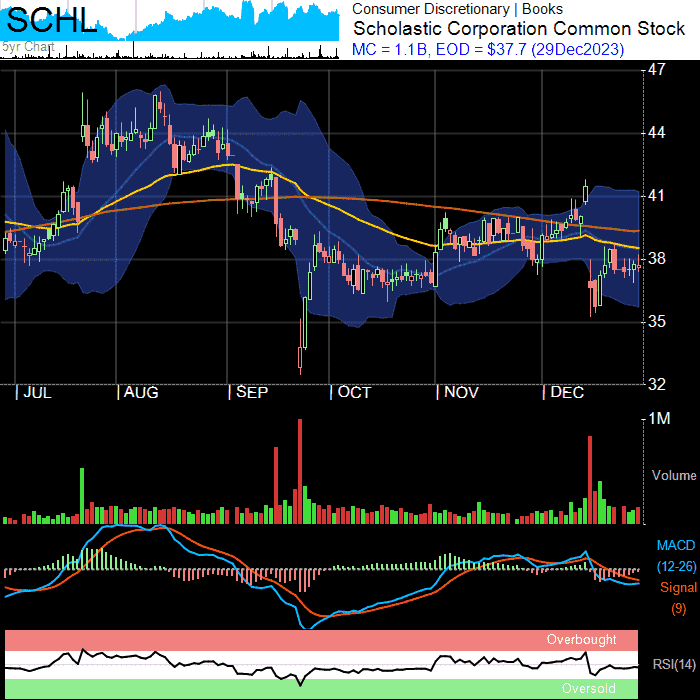 SCHL
5yr Chart
Consumer Discretionary | Books
Scholastic Corporation Common Stock
MC = 1.1B, EOD = $37.7 (29Dec2023)
47
44
41
38
35
32
| JUL | AUG | SEP | OCT | NOV | DEC
1M
Volume
MACD
(12-26)
Signal
(9)
Overbought
RSI(14)
Oversold